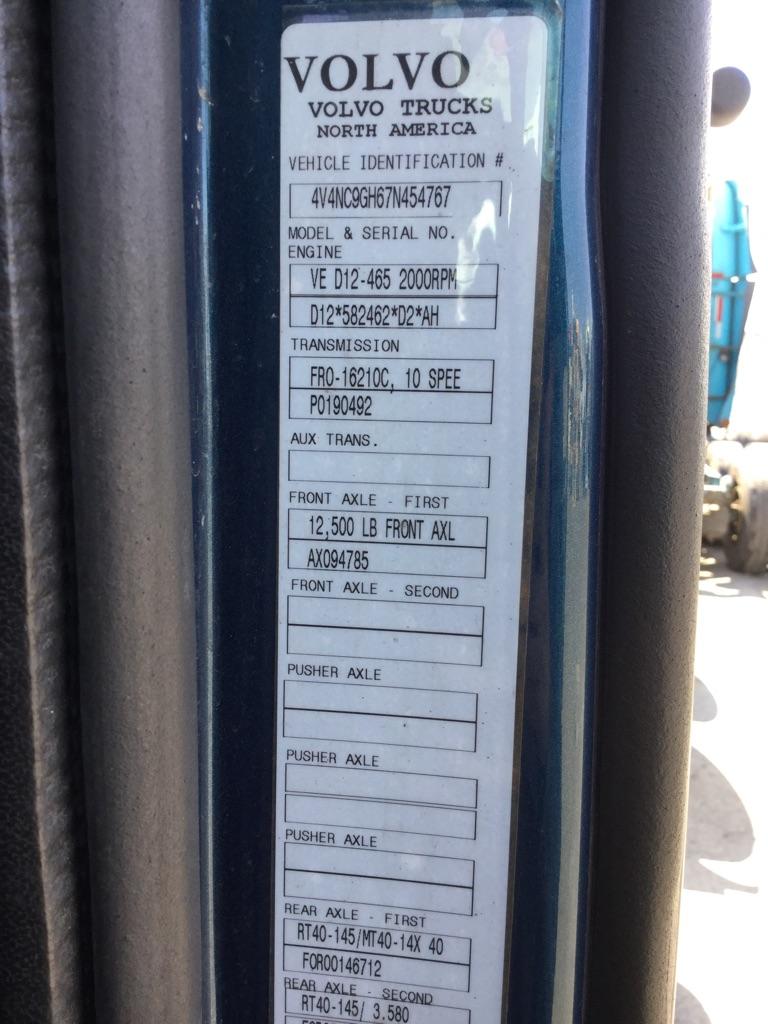 VOLVO
VOLVO TRUCKS
NORTH AMERICA
VEHICLE IDENTIFICATION #
4V4NC9GH67N454767
MODEL & SERIAL NO.
ENGINE
VE D12-465 2000RPM
D12*582462*D2*AH
TRANSMISSION
FRO-16210C, 10 SPEE
P0190492
AUX TRANS.
FRONT AXLE - FIRST
12,500 LB FRONT AXL
AX094785
FRONT AXLE - SECOND
PUSHER AXLE
PUSHER AXLE
PUSHER AXLE
REAR AXLE - FIRST
RT40-145/MT40-14X 40
FOR00146712
REAR AXLE - SECOND
RT40-145/ 3.580